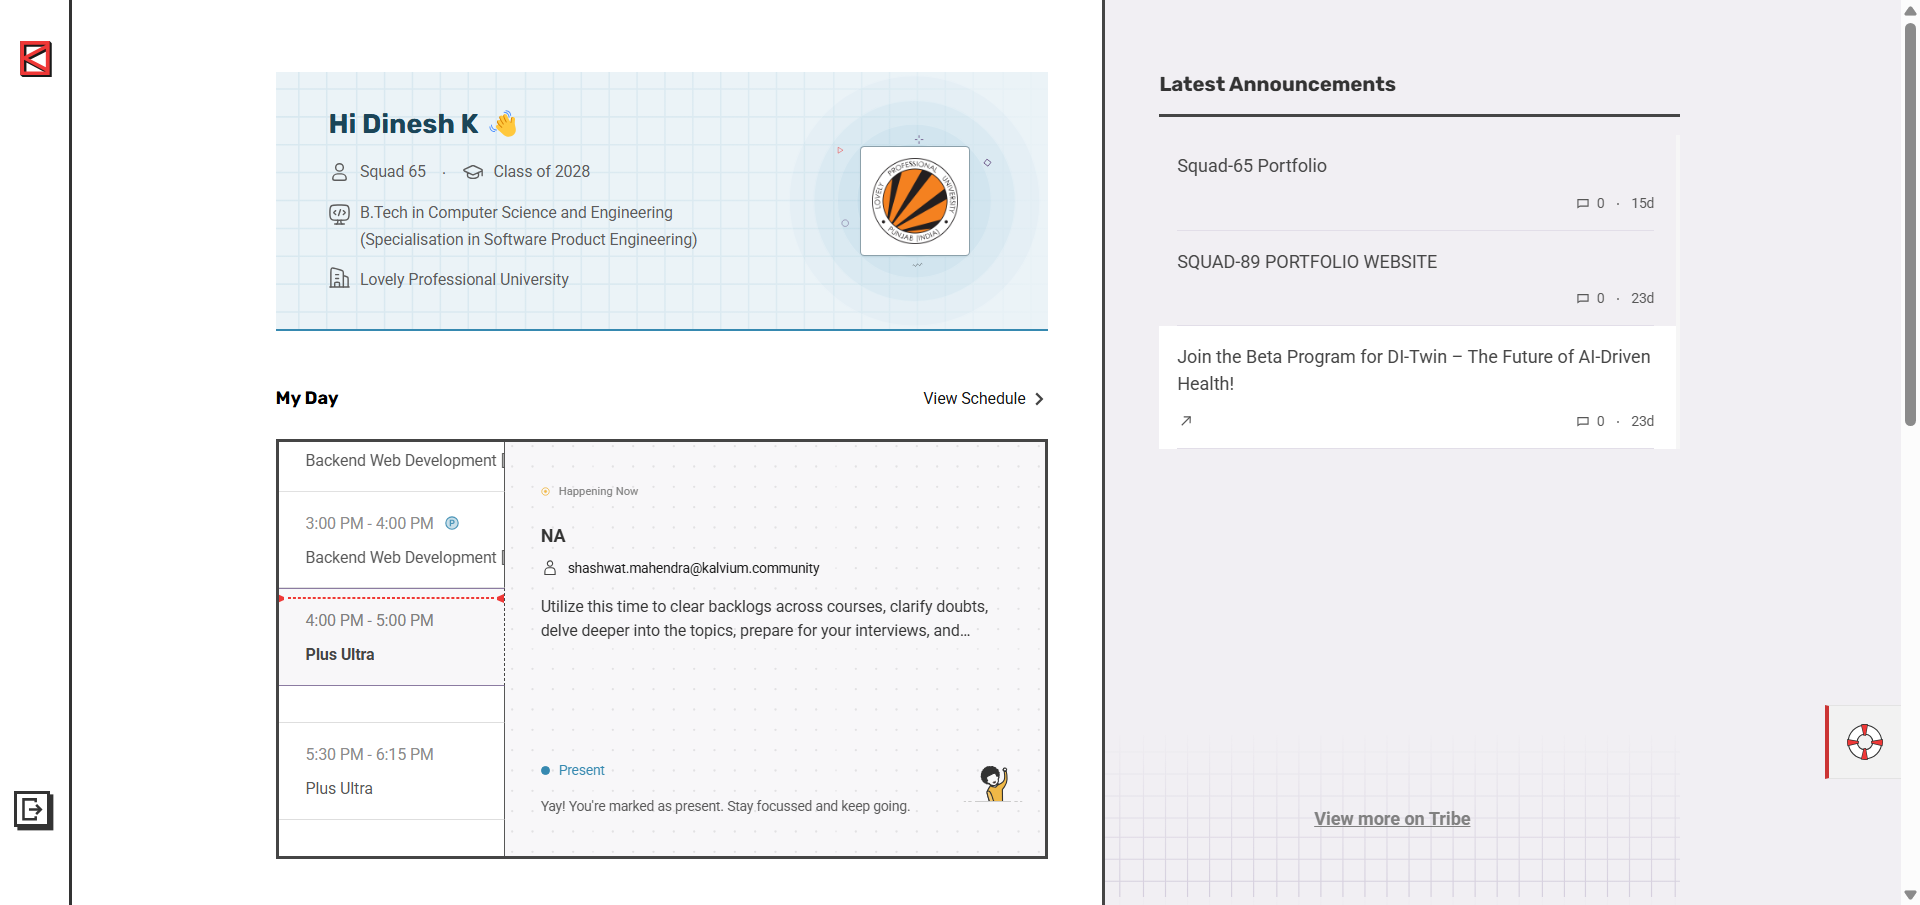 Hi Dinesh K
Squad 65 · Class of 2028
B.Tech in Computer Science and Engineering
(Specialisation in Software Product Engineering)
Lovely Professional University
LOVELY PROFESSIONAL UNIVERSITY
PUNJAB (INDIA)
My Day
View Schedule
Backend Web Development [
3:00 PM - 4:00 PM P
Backend Web Development [
4:00 PM - 5:00 PM
Plus Ultra
5:30 PM - 6:15 PM
Plus Ultra
Happening Now
NA
shashwat.mahendra@kalvium.community
Utilize this time to clear backlogs across courses, clarify doubts,
delve deeper into the topics, prepare for your interviews, and...
Present
Yay! You're marked as present. Stay focussed and keep going.
Latest Announcements
Squad-65 Portfolio
0 · 15d
SQUAD-89 PORTFOLIO WEBSITE
0 · 23d
Join the Beta Program for DI-Twin – The Future of AI-Driven
Health!
0 · 23d
View more on Tribe